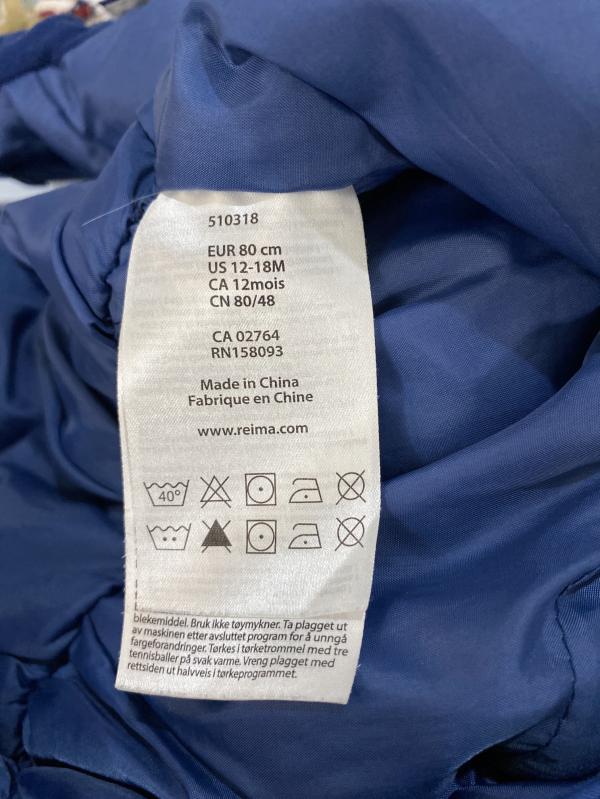 510318
EUR 80 cm
US 12-18M
CA 12mois
CN 80/48
CA 02764
RN158093
Made in China
Fabrique en Chine
www.reima.com
40°
blekemiddel. Bruk ikke tøymykner. Ta plagget ut
av maskinen etter avsluttet program for å unngå
fargeforandringer. Tørkes i tørketrommel med tre
tennisballer på svak varme. Vreng plagget med
rettsiden ut halvveis i tørkeprogrammet.